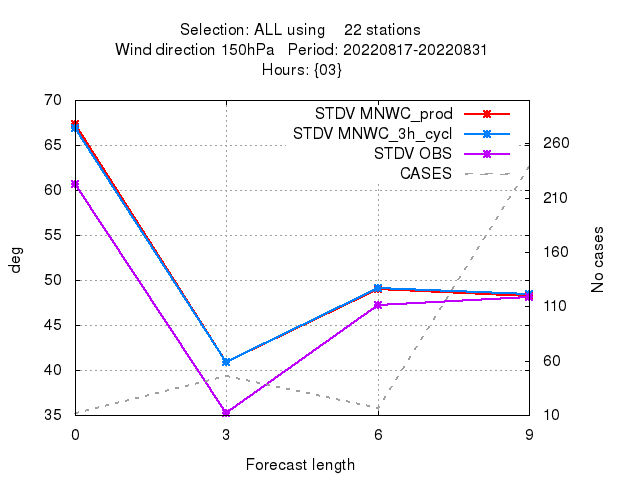 Selection: ALL using    22 stations
Wind direction 150hPa   Period: 20220817-20220831
Hours: {03}
STDV MNWC_prod
STDV MNWC_3h_cycl
STDV OBS
CASES
70
65
60
55
50
45
40
35
deg
260
210
160
110
60
10
No cases
0 3 6 9
Forecast length